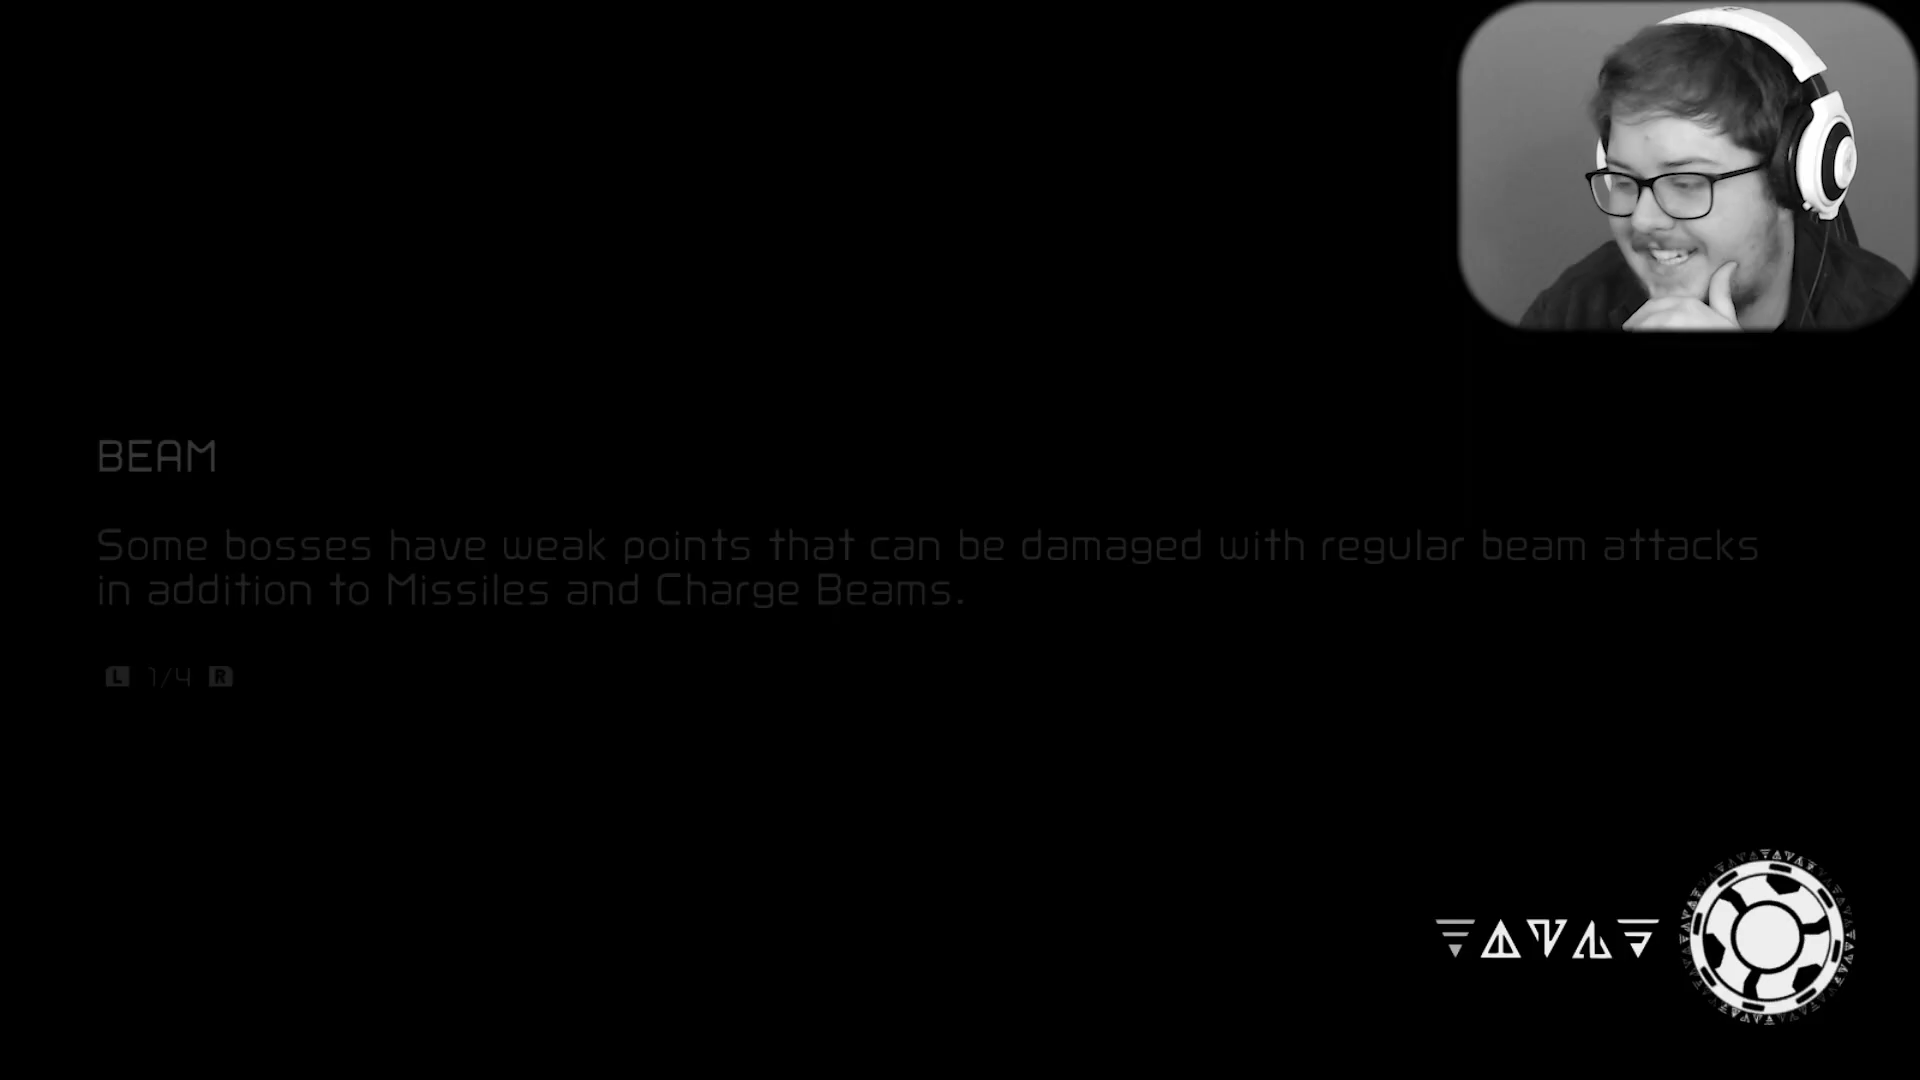 BEAM
Some bosses have weak points that can be damaged with regular beam attacks
in addition to Missiles and Charge Beams.
L 1/4 R